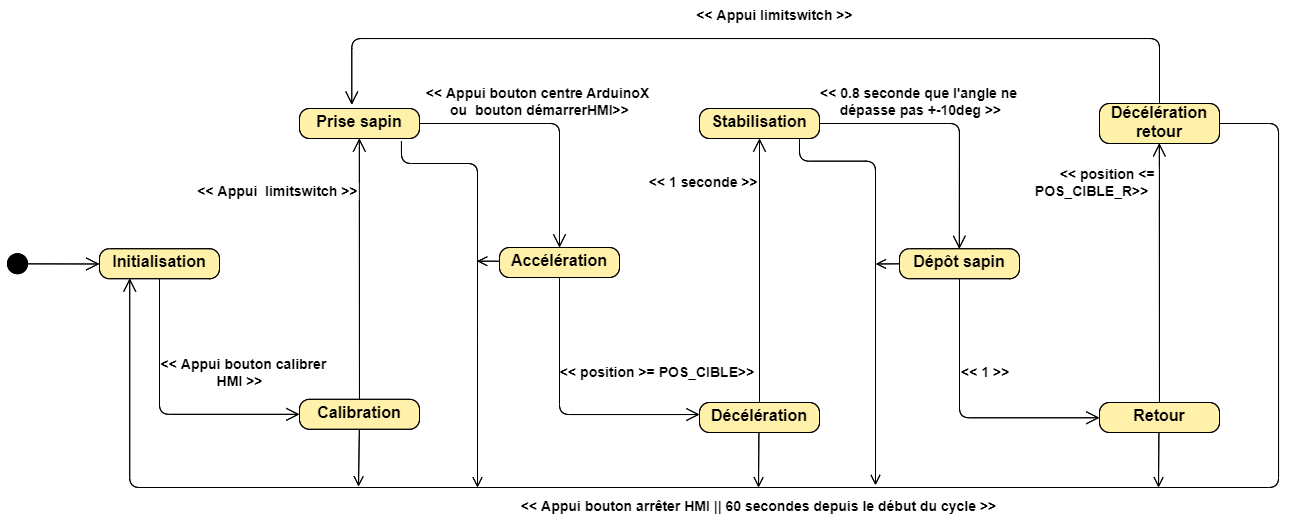 << Appui limitswitch >>
<< Appui bouton centre ArduinoX
ou bouton démarrerHMI>>
<< 0.8 seconde que l'angle ne
dépasse pas +-10deg >>
Prise sapin
Stabilisation
Décélération
retour
<< Appui limitswitch >>
<< 1 seconde >>
<< position <=
POS_CIBLE_R>>
Initialisation
Accélération
Dépôt sapin
<< Appui bouton calibrer
HMI >>
<< position >= POS_CIBLE>>
<< 1 >>
Calibration
Décélération
Retour
<< Appui bouton arrêter HMI || 60 secondes depuis le début du cycle >>